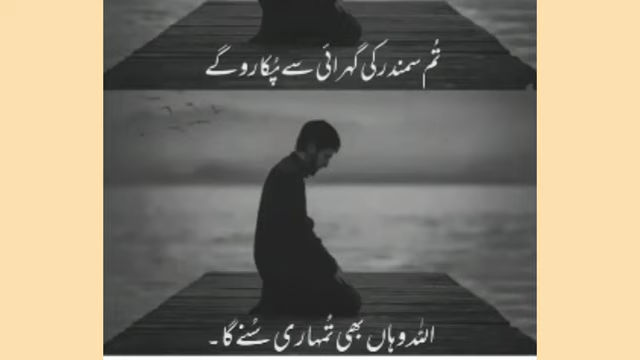 تُم سمندر کی گہرائی سے پُکارو گے
اللہ وہاں بھی تُمہاری سُنے گا۔